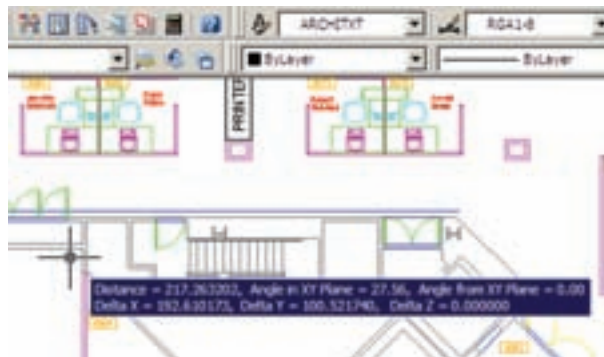 ARCHTXT
RGA1-8
ByLayer
ByLayer
PRINTER
Distance = 217.263202, Angle in XY Plane = 27.56, Angle from XY Plane = 0.00
Delta X = 192.610173, Delta Y = 100.521740, Delta Z = 0.000000